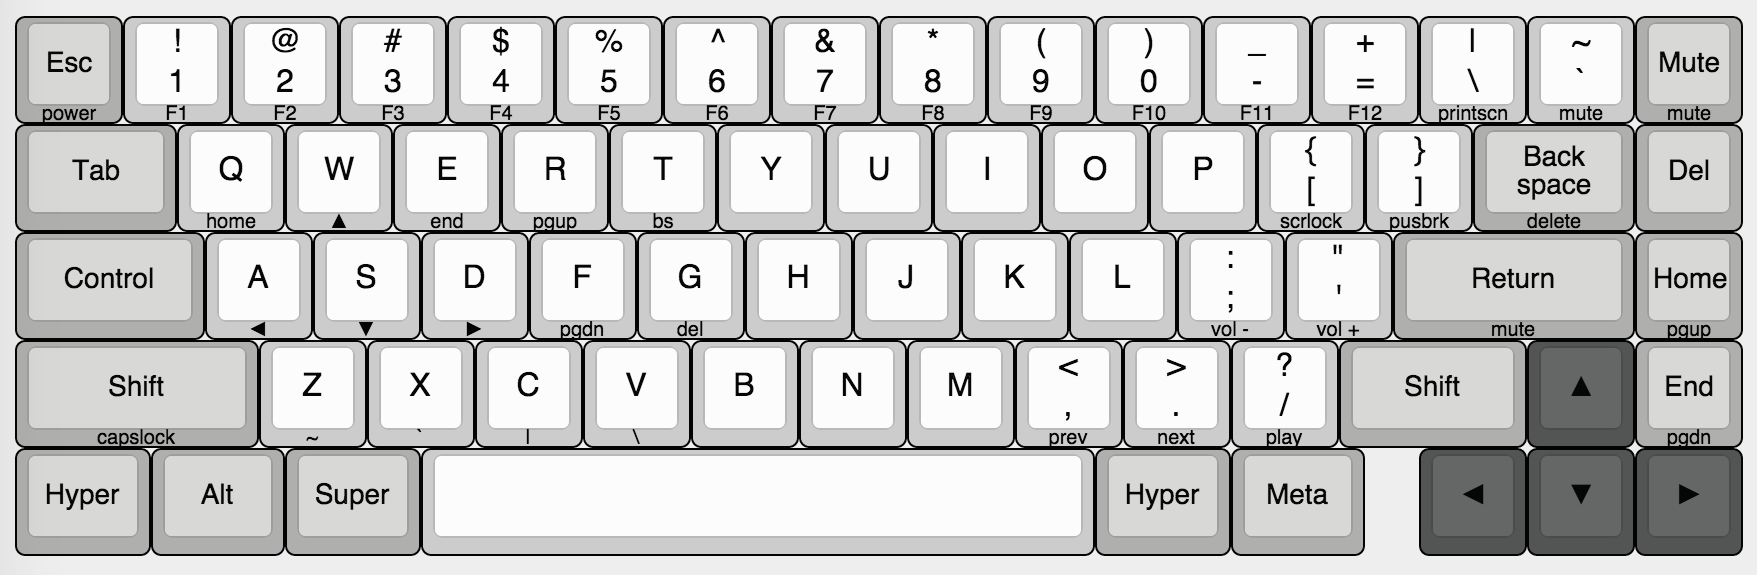 ! @ # $ % ^ & * ( ) _ + | ~
Esc 1 2 3 4 5 6 7 8 9 0 - = \ ` Mute
power F1 F2 F3 F4 F5 F6 F7 F8 F9 F10 F11 F12 printscn mute mute
{ } Back
Tab Q W E R T Y U I O P [ ] space Del
home ▲ end pgup bs scrlock pusbrk delete
: "
Control A S D F G H J K L ; ' Return Home
◀ ▼ ▶ pgdn del vol - vol + mute pgup
< > ?
Shift Z X C V B N M , . / Shift ▲ End
capslock ~ ` | \ prev next play pgdn
Hyper Alt Super Hyper Meta ◀ ▼ ▶